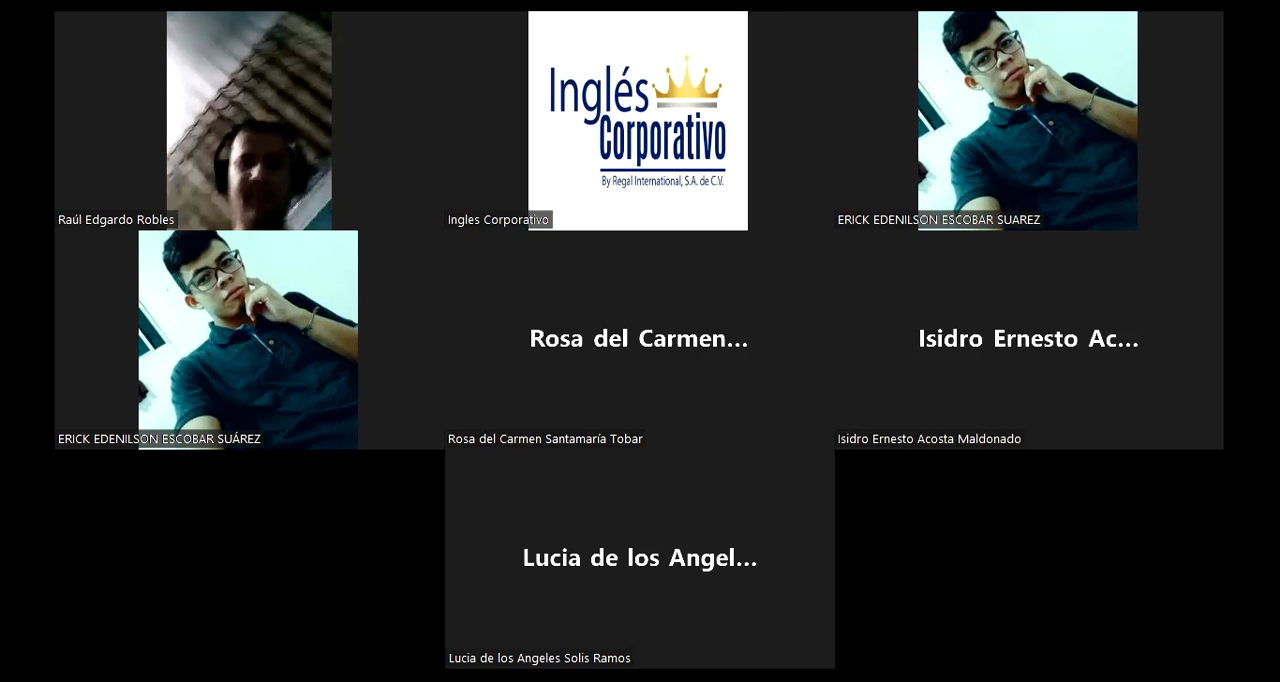 Inglés
Corporativo
By Regal International, S.A. de C.V.
Raúl Edgardo Robles
Ingles Corporativo
ERICK EDENILSON ESCOBAR SUAREZ
Rosa del Carmen...
Isidro Ernesto Ac...
ERICK EDENILSON ESCOBAR SUÁREZ
Rosa del Carmen Santamaría Tobar
Isidro Ernesto Acosta Maldonado
Lucia de los Angel...
Lucia de los Angeles Solis Ramos